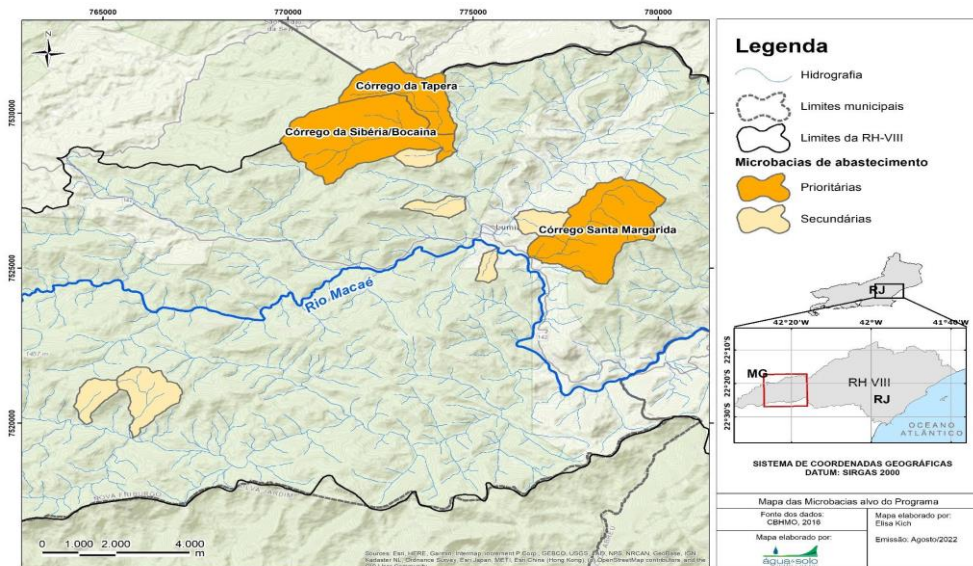 765000
770000
775000
780000
N
7530000
7525000
7520000
Córrego da Tapera
Córrego da Sibéria/Bocaina
Córrego Santa Margarida
Rio Macaé
0 1.000 2.000 4.000
m
Legenda
Hidrografia
Limites municipais
Limites da RH-VIII
Microbacias de abastecimento
Prioritárias
Secundárias
RJ
42°20'W 42°W 41°40'W
22°10'S
22°20'S
22°30'S
MG
RH VIII
RJ
OCEANO
ATLÂNTICO
SISTEMA DE COORDENADAS GEOGRÁFICAS
DATUM: SIRGAS 2000
Mapa das Microbacias alvo do Programa
Fonte dos dados:
CBHMO, 2016
Mapa elaborado por:
Elisa Kich
Mapa elaborado por:
água e solo
Emissão: Agosto/2022